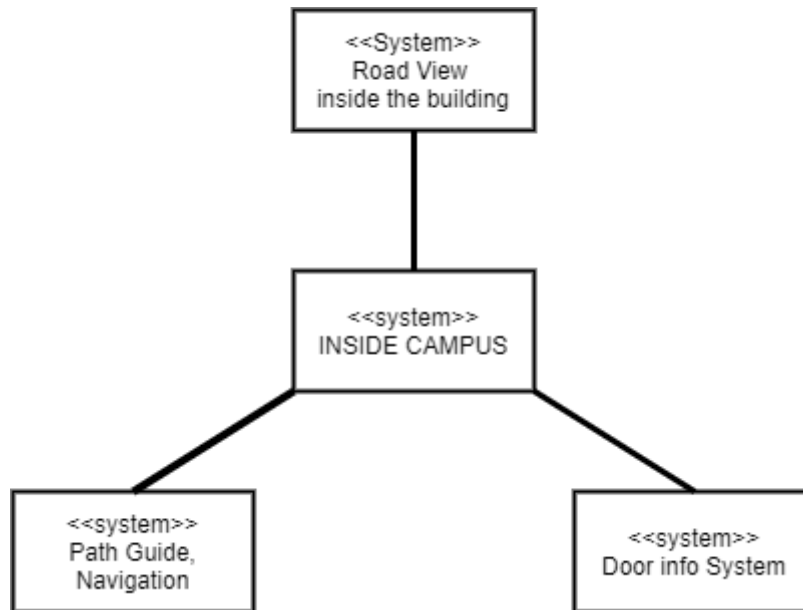 <<System>>
Road View
inside the building
<<system>>
INSIDE CAMPUS
<<system>>
Path Guide,
Navigation
<<system>>
Door info System